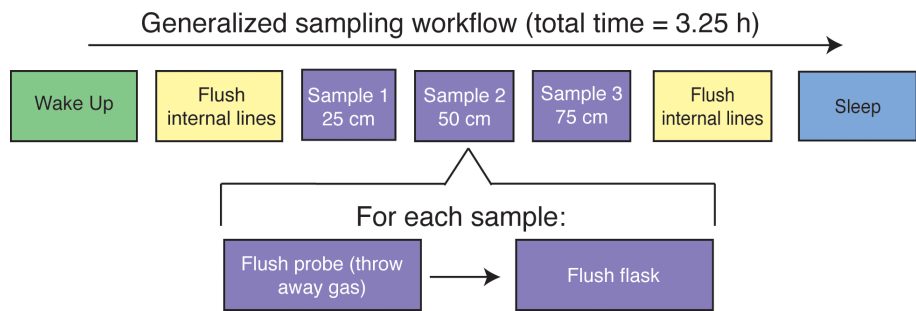 Generalized sampling workflow (total time = 3.25 h)
Wake Up
Flush
internal lines
Sample 1
25 cm
Sample 2
50 cm
Sample 3
75 cm
Flush
internal lines
Sleep
For each sample:
Flush probe (throw
away gas)
Flush flask